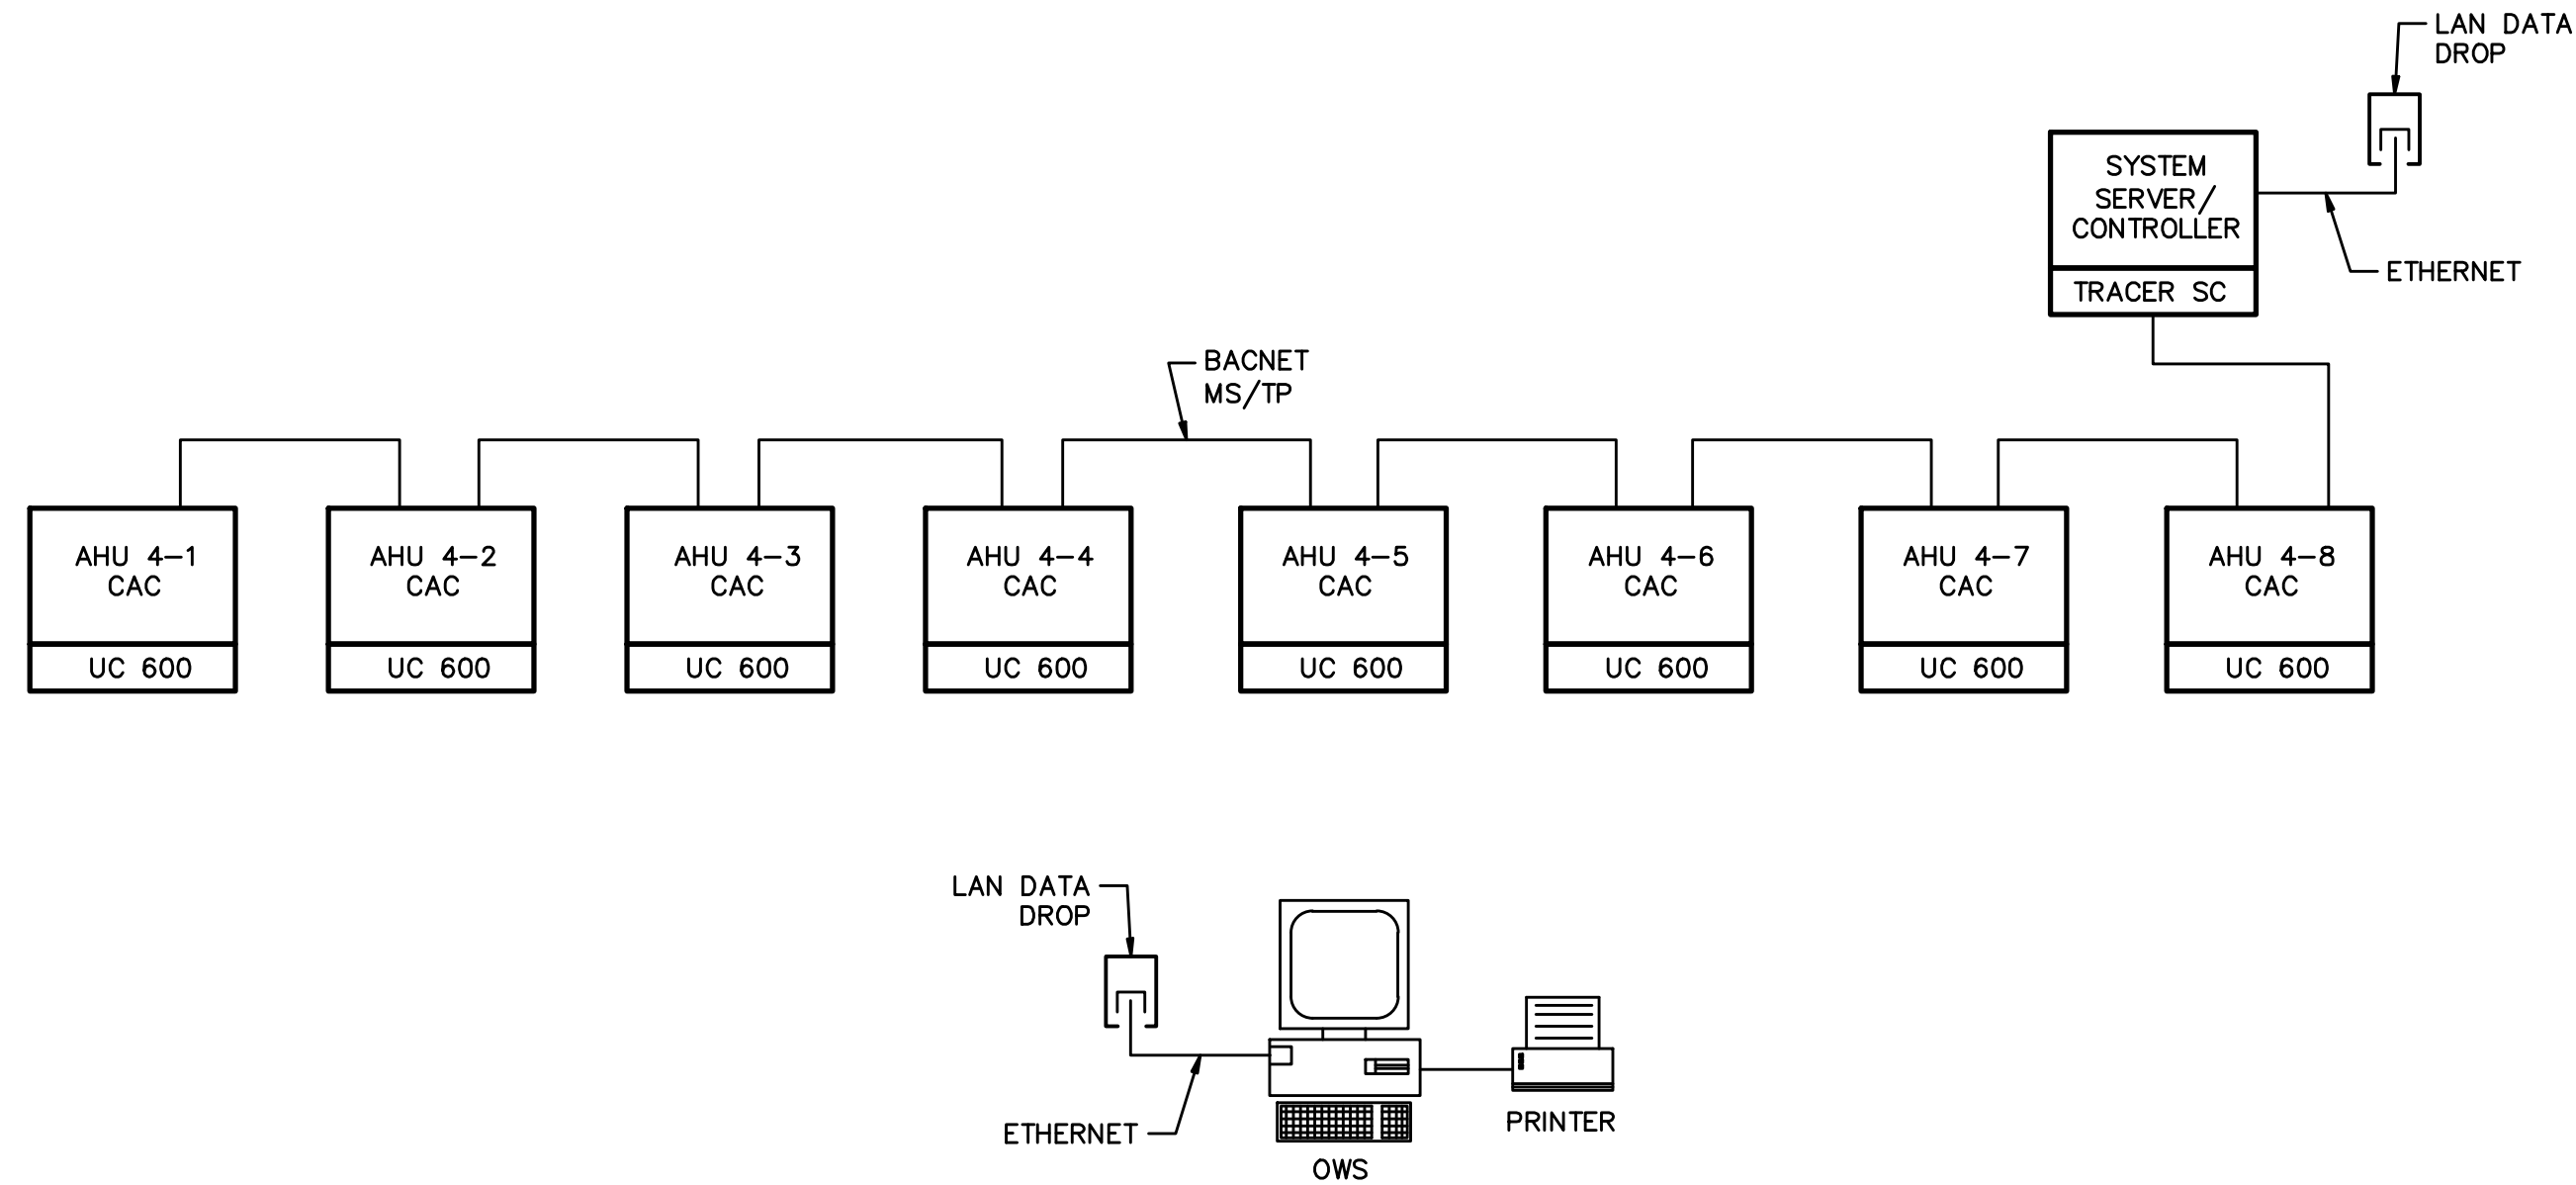 LAN DATA
DROP
SYSTEM
SERVER/
CONTROLLER
TRACER SC
ETHERNET
BACNET
MS/TP
AHU 4-1
CAC
UC 600
AHU 4-2
CAC
UC 600
AHU 4-3
CAC
UC 600
AHU 4-4
CAC
UC 600
AHU 4-5
CAC
UC 600
AHU 4-6
CAC
UC 600
AHU 4-7
CAC
UC 600
AHU 4-8
CAC
UC 600
LAN DATA
DROP
ETHERNET
OWS
PRINTER